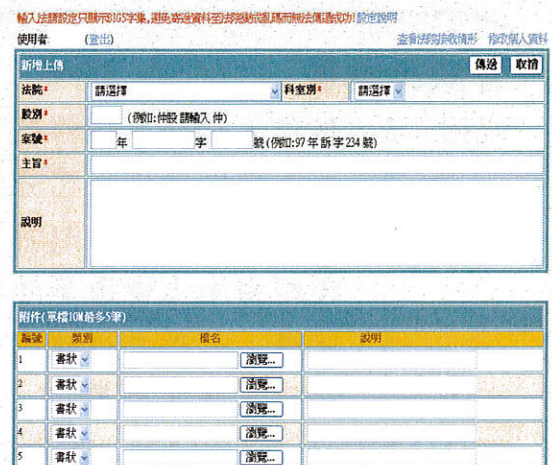 輸入法請設定只顯示BIG5字集,避免寄送資料至法院變成亂碼而無法傳遞成功!設定說明
使用者 (登出) 查看法院接收情形 修改個人資料
新增上傳 傳送 取消
法院* 請選擇 科室別* 請選擇
股別* (例如:仲股 請輸入 仲)
案號* 年 字 號(例如:97 年 訴 字 234 號)
主旨*
說明
附件(單檔10M最多5筆)
編號 類別 檔名 說明
1 書狀 瀏覽...
2 書狀 瀏覽...
3 書狀 瀏覽...
4 書狀 瀏覽...
5 書狀 瀏覽...